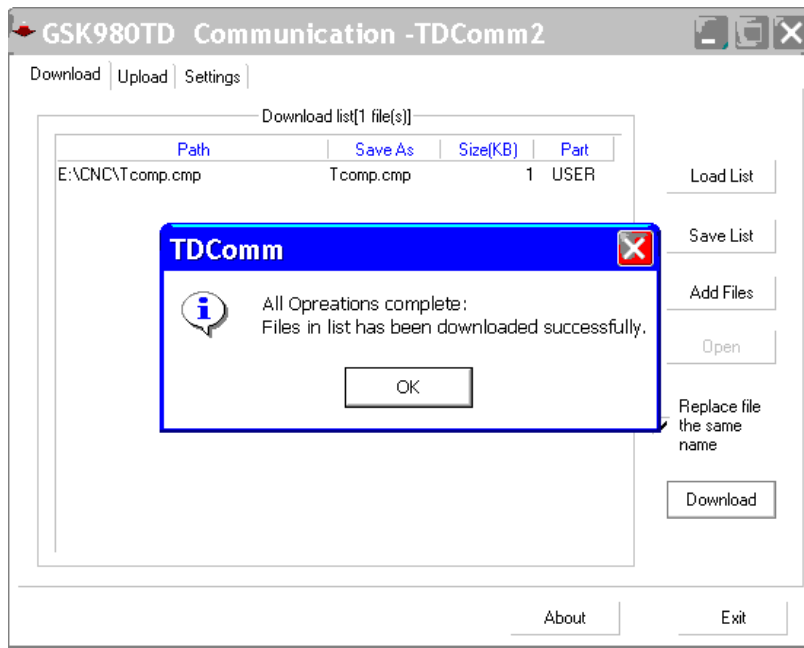 GSK980TD Communication -TDComm2
Download Upload Settings
Download list[1 file(s)]
Path Save As Size(KB) Part
E:\CNC\Tcomp.cmp Tcomp.cmp 1 USER
Load List
Save List
TDComm
Add Files
All Opreations complete:
Files in list has been downloaded successfully.
Open
OK
Replace file
the same
name
Download
About Exit